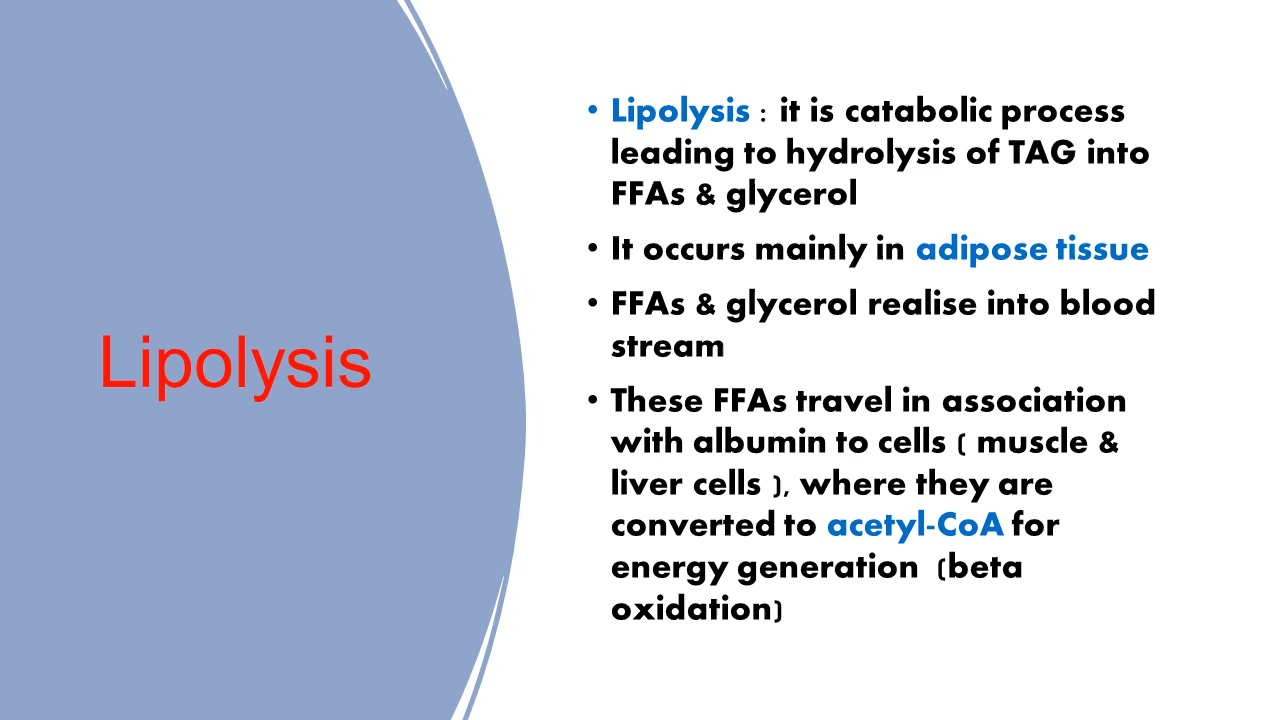 Lipolysis
• Lipolysis : it is catabolic process
leading to hydrolysis of TAG into
FFAs & glycerol
• It occurs mainly in adipose tissue
• FFAs & glycerol realise into blood
stream
• These FFAs travel in association
with albumin to cells ( muscle &
liver cells ), where they are
converted to acetyl-CoA for
energy generation (beta
oxidation)